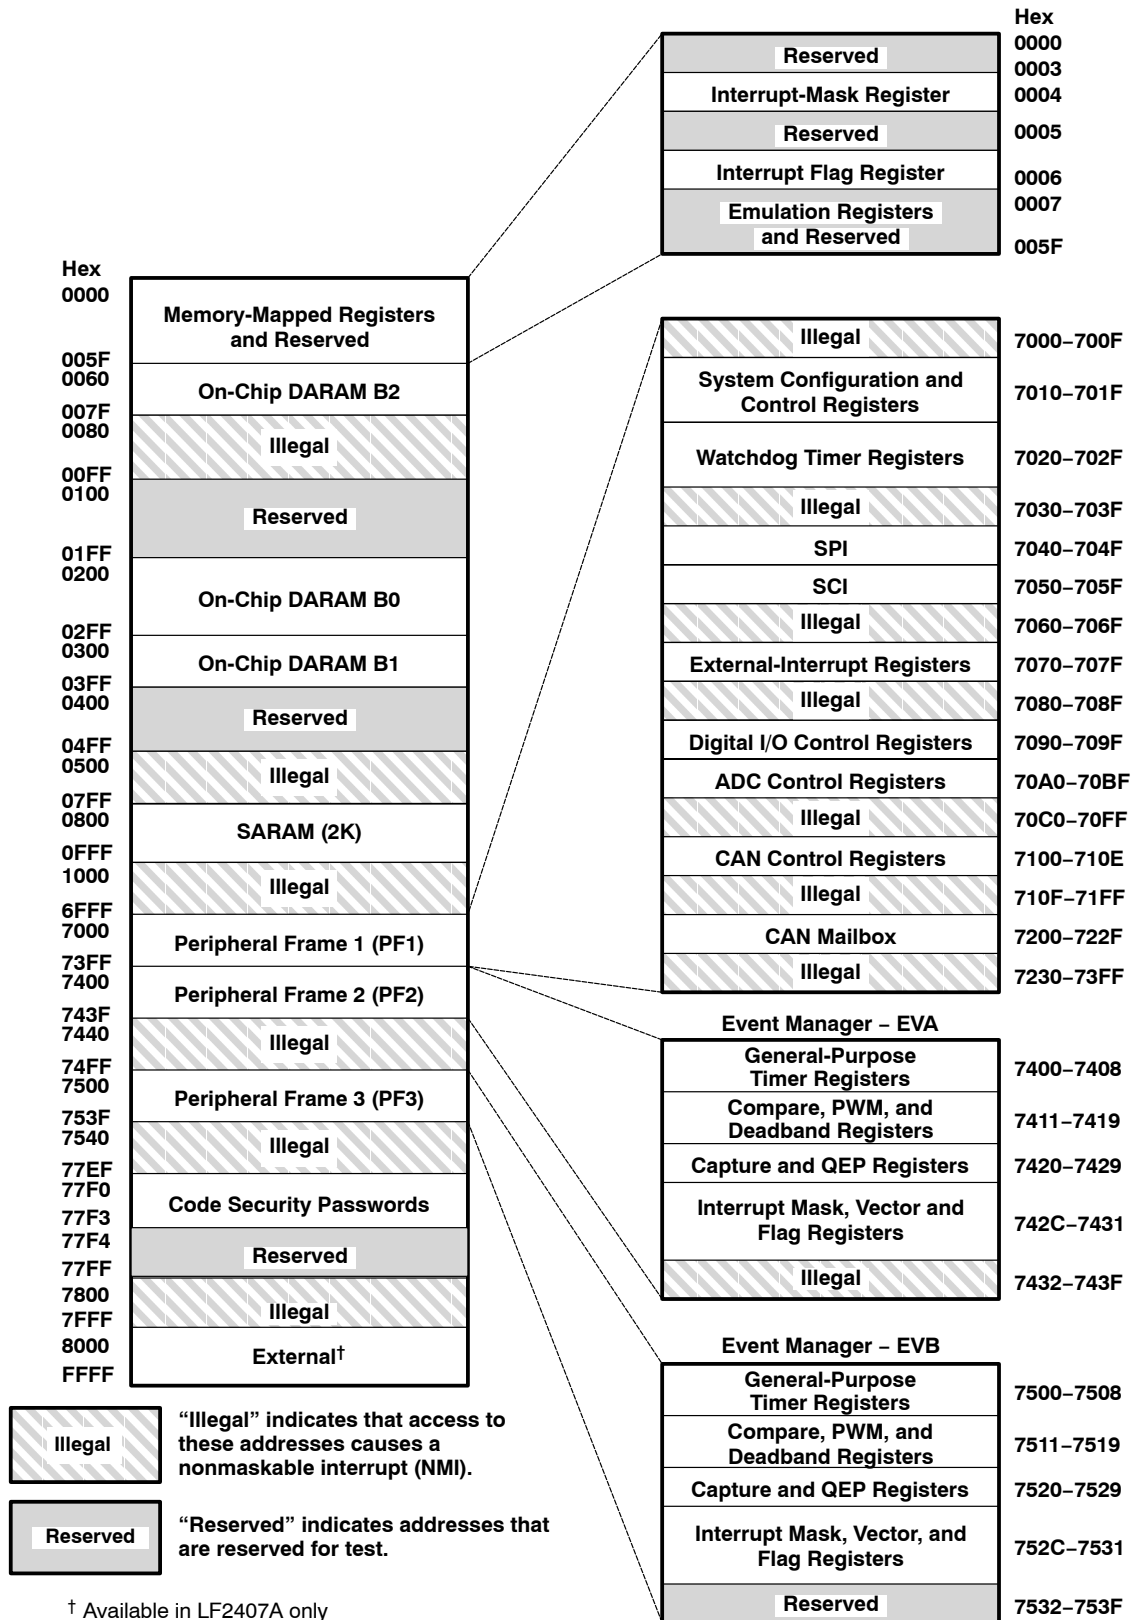 Hex
0000
Reserved
0003
Interrupt-Mask Register
0004
Reserved
0005
Interrupt Flag Register
0006
0007
Emulation Registers
and Reserved
005F
Hex
0000
Memory-Mapped Registers
and Reserved
005F
0060
On-Chip DARAM B2
007F
0080
Illegal
00FF
0100
Reserved
01FF
0200
On-Chip DARAM B0
02FF
0300
On-Chip DARAM B1
03FF
0400
Reserved
04FF
0500
Illegal
07FF
0800
SARAM (2K)
0FFF
1000
Illegal
6FFF
7000
Peripheral Frame 1 (PF1)
73FF
7400
Peripheral Frame 2 (PF2)
743F
7440
Illegal
74FF
7500
Peripheral Frame 3 (PF3)
753F
7540
Illegal
77EF
77F0
Code Security Passwords
77F3
77F4
Reserved
77FF
7800
Illegal
7FFF
8000
External†
FFFF
Illegal 7000–700F
System Configuration and
Control Registers 7010–701F
Watchdog Timer Registers 7020–702F
Illegal 7030–703F
SPI 7040–704F
SCI 7050–705F
Illegal 7060–706F
External-Interrupt Registers 7070–707F
Illegal 7080–708F
Digital I/O Control Registers 7090–709F
ADC Control Registers 70A0–70BF
Illegal 70C0–70FF
CAN Control Registers 7100–710E
Illegal 710F–71FF
CAN Mailbox 7200–722F
Illegal 7230–73FF
Event Manager – EVA
General-Purpose
Timer Registers 7400–7408
Compare, PWM, and
Deadband Registers 7411–7419
Capture and QEP Registers 7420–7429
Interrupt Mask, Vector and
Flag Registers 742C–7431
Illegal 7432–743F
Event Manager – EVB
General-Purpose
Timer Registers 7500–7508
Compare, PWM, and
Deadband Registers 7511–7519
Capture and QEP Registers 7520–7529
Interrupt Mask, Vector, and
Flag Registers 752C–7531
Reserved 7532–753F
Illegal
“Illegal” indicates that access to
these addresses causes a
nonmaskable interrupt (NMI).
Reserved
“Reserved” indicates addresses that
are reserved for test.
† Available in LF2407A only